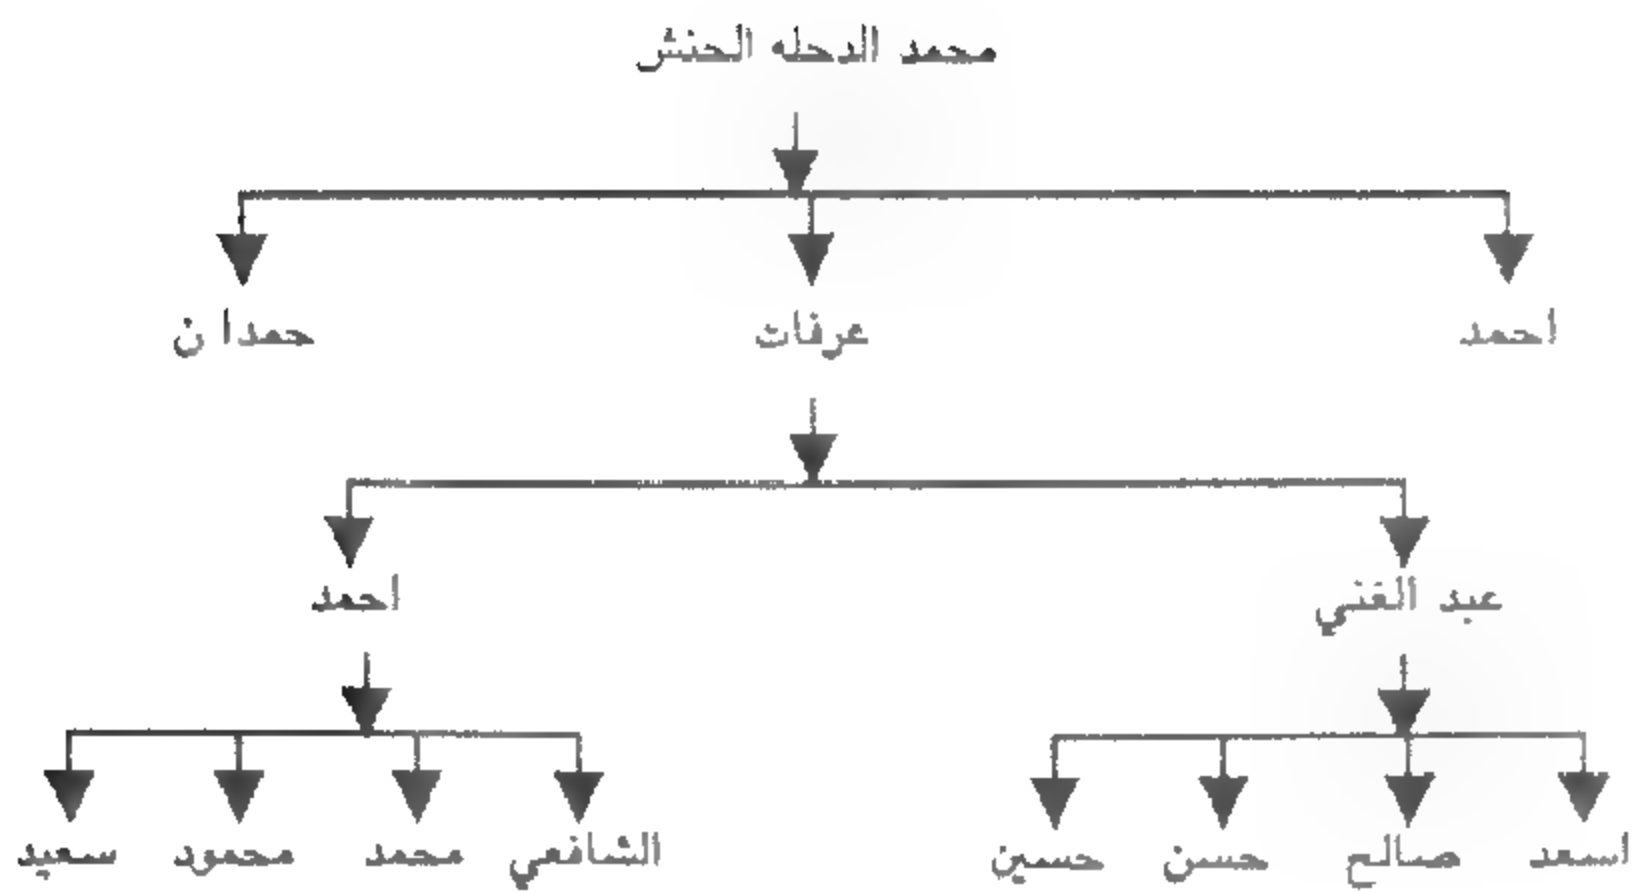 محمد الدحله الحنش
احمد عرفات حمدا ن
عبد الغني احمد
اسعد صالح حسن حسين الشافعي محمد محمود سعيد